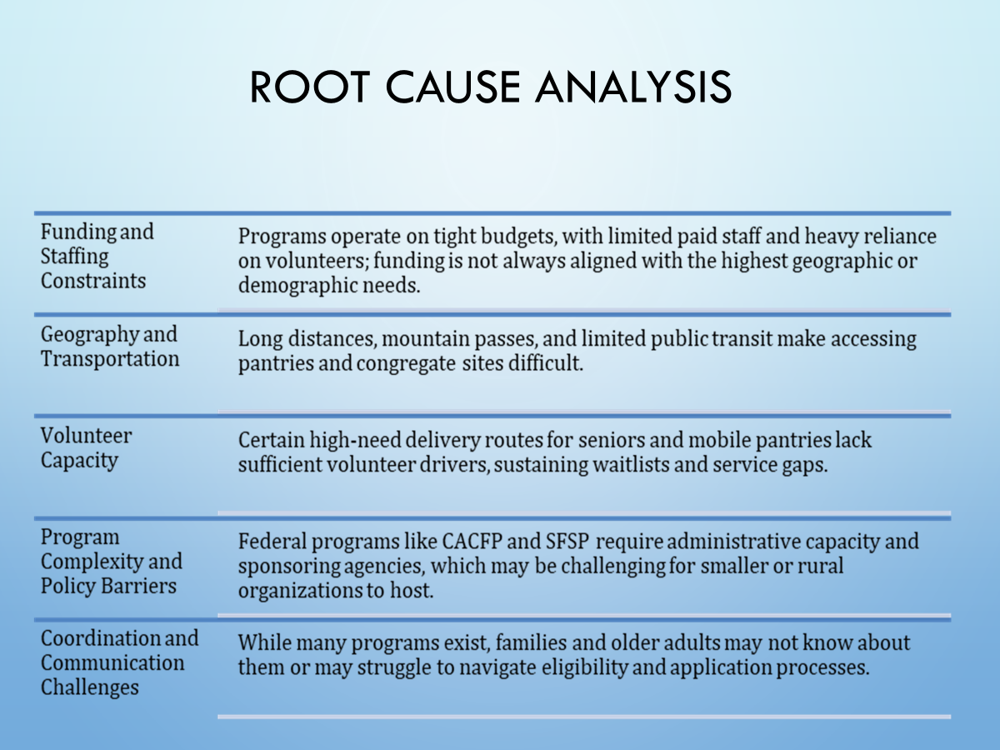 ROOT CAUSE ANALYSIS
Funding and
Staffing
Constraints
Programs operate on tight budgets, with limited paid staff and heavy reliance
on volunteers; funding is not always aligned with the highest geographic or
demographic needs.
Geography and
Transportation
Long distances, mountain passes, and limited public transit make accessing
pantries and congregate sites difficult.
Volunteer
Capacity
Certain high-need delivery routes for seniors and mobile pantries lack
sufficient volunteer drivers, sustaining waitlists and service gaps.
Program
Complexity and
Policy Barriers
Federal programs like CACFP and SFSP require administrative capacity and
sponsoring agencies, which may be challenging for smaller or rural
organizations to host.
Coordination and
Communication
Challenges
While many programs exist, families and older adults may not know about
them or may struggle to navigate eligibility and application processes.